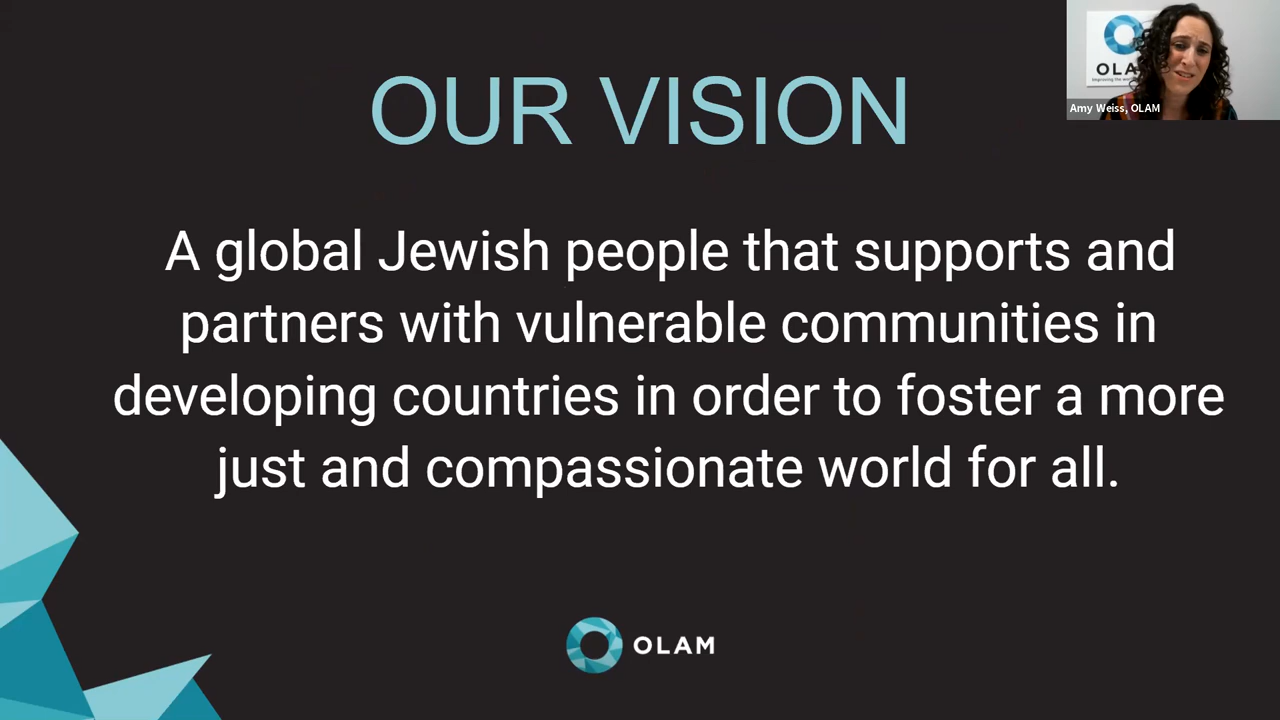 OUR VISION
A global Jewish people that supports and
partners with vulnerable communities in
developing countries in order to foster a more
just and compassionate world for all.
OLAM
OLA
Amy Weiss, OLAM